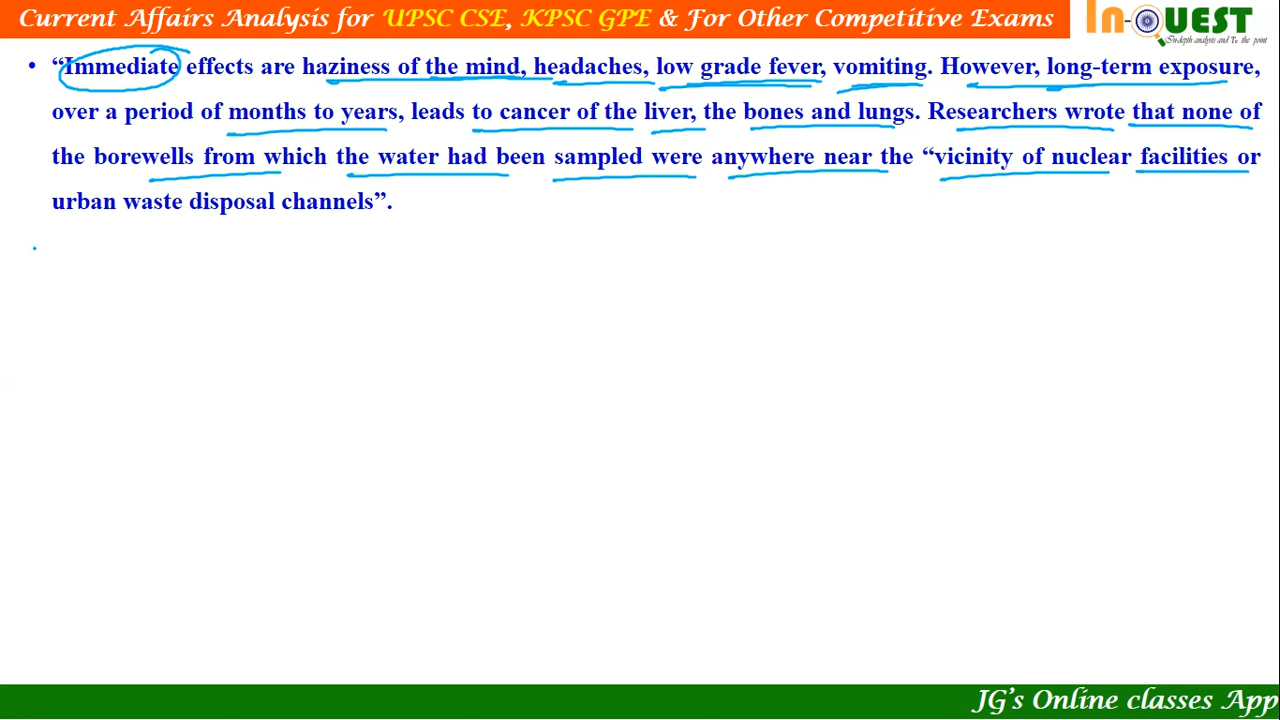 Current Affairs Analysis for UPSC CSE, KPSC GPE & For Other Competitive Exams
In-QUEST
In-depth analysis and To the point
• “Immediate effects are haziness of the mind, headaches, low grade fever, vomiting. However, long-term exposure,
over a period of months to years, leads to cancer of the liver, the bones and lungs. Researchers wrote that none of
the borewells from which the water had been sampled were anywhere near the “vicinity of nuclear facilities or
urban waste disposal channels”.
JG’s Online classes App